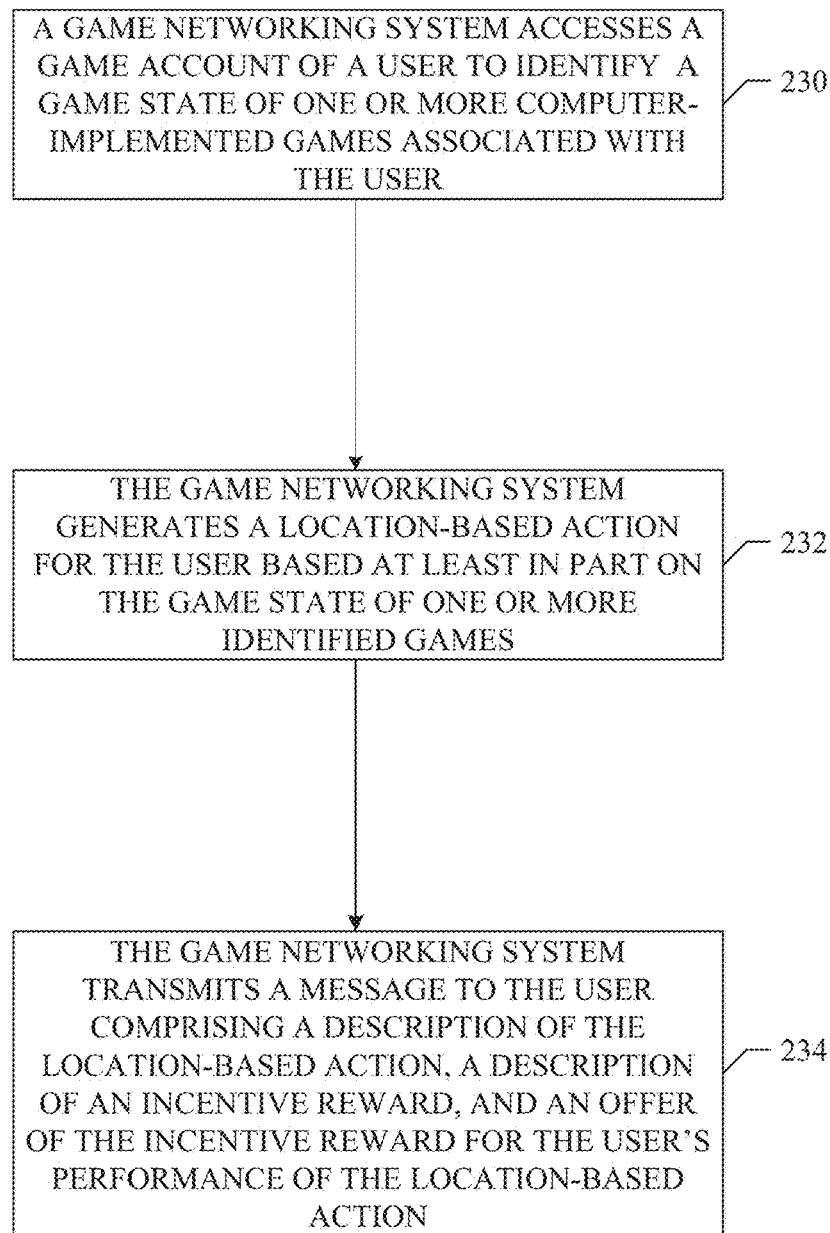 A GAME NETWORKING SYSTEM ACCESSES A
GAME ACCOUNT OF A USER TO IDENTIFY A
GAME STATE OF ONE OR MORE COMPUTER-
IMPLEMENTED GAMES ASSOCIATED WITH
THE USER
230
THE GAME NETWORKING SYSTEM
GENERATES A LOCATION-BASED ACTION
FOR THE USER BASED AT LEAST IN PART ON
THE GAME STATE OF ONE OR MORE
IDENTIFIED GAMES
232
THE GAME NETWORKING SYSTEM
TRANSMITS A MESSAGE TO THE USER
COMPRISING A DESCRIPTION OF THE
LOCATION-BASED ACTION, A DESCRIPTION
OF AN INCENTIVE REWARD, AND AN OFFER
OF THE INCENTIVE REWARD FOR THE USER'S
PERFORMANCE OF THE LOCATION-BASED
ACTION
234